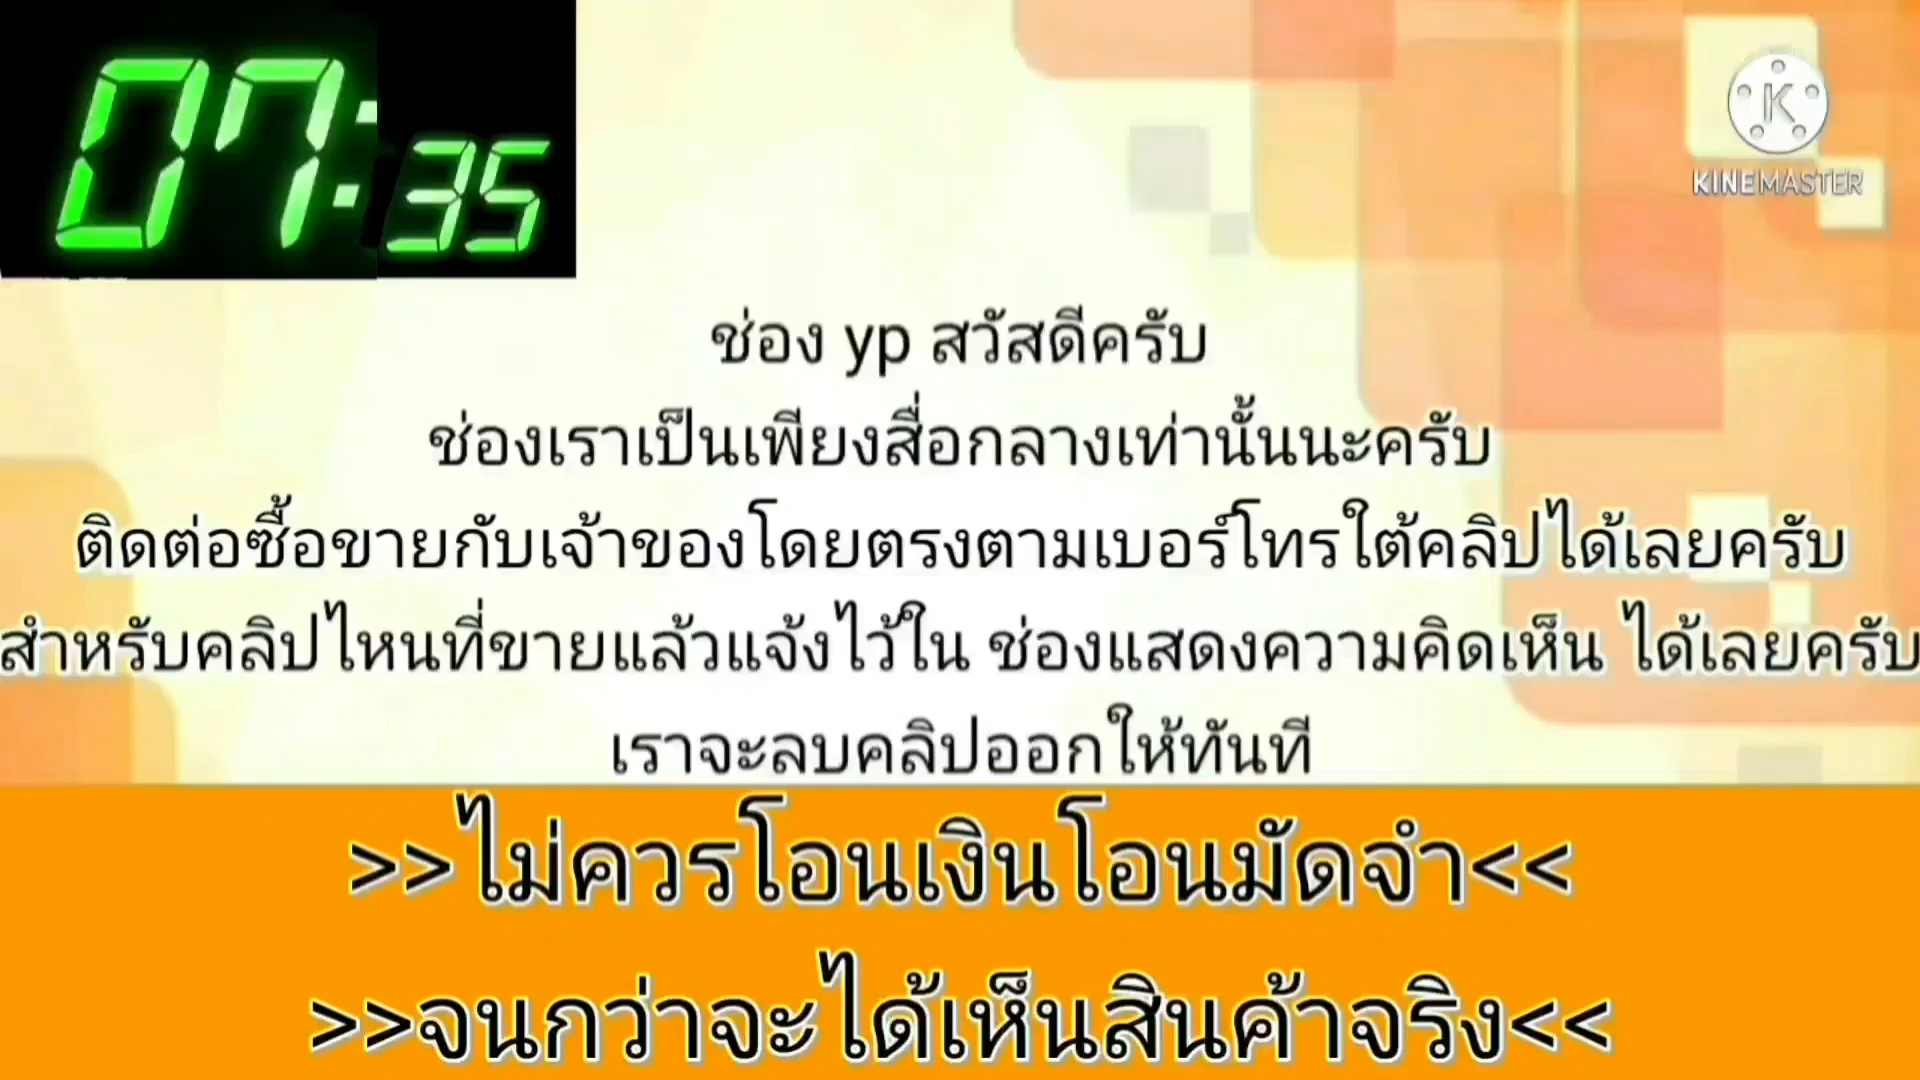 07:35
KINEMASTER
ช่อง yp สวัสดีครับ
ช่องเราเป็นเพียงสื่อกลางเท่านั้นนะครับ
ติดต่อซื้อขายกับเจ้าของโดยตรงตามเบอร์โทรใต้คลิปได้เลยครับ
สำหรับคลิปไหนที่ขายแล้วแจ้งไว้ใน ช่องแสดงความคิดเห็น ได้เลยครับ
เราจะลบคลิปออกให้ทันที
>>ไม่ควรโอนเงินโอนมัดจำ<<
>>จนกว่าจะได้เห็นสินค้าจริง<<